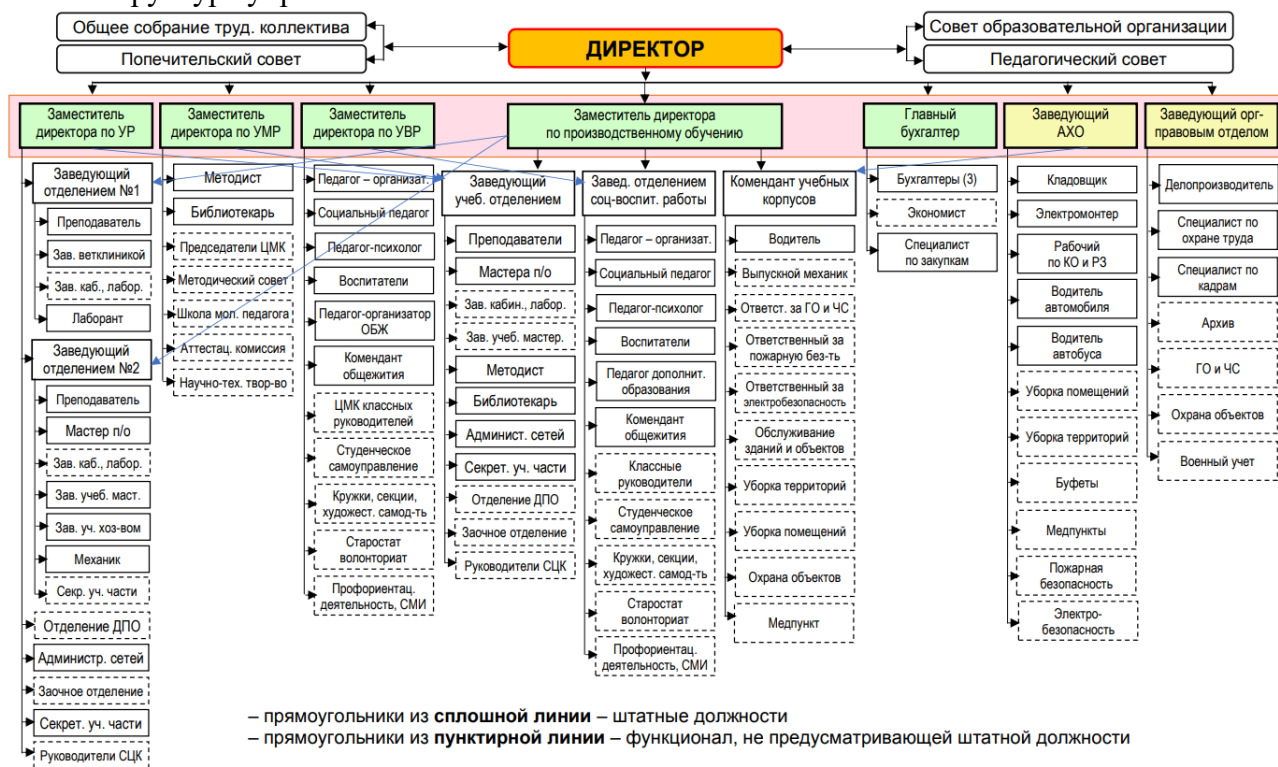 Общее собрание труд. коллектива
Попечительский совет
ДИРЕКТОР
Совет образовательной организации
Педагогический совет
Заместитель
директора по УР
Заместитель
директора по УМР
Заместитель
директора по УВР
Заместитель директора
по производственному обучению
Главный
бухгалтер
Заведующий
АХО
Заведующий орг-
правовым отделом
Заведующий
отделением №1
Преподаватель
Зав. ветклиникой
Зав. каб., лабор.
Лаборант
Заведующий
отделением №2
Преподаватель
Мастер п/о
Зав. каб., лабор.
Зав. учеб. маст.
Зав. уч. хоз-вом
Механик
Секр. уч. части
Отделение ДПО
Администр. сетей
Заочное отделение
Секрет. уч. части
Руководители СЦК
Методист
Библиотекарь
Председатели ЦМК
Методический совет
Школа мол. педагога
Аттестац. комиссия
Научно-тех. твор-во
Педагог – организат.
Социальный педагог
Педагог-психолог
Воспитатели
Педагог-организатор
ОБЖ
Комендант
общежития
ЦМК классных
руководителей
Студенческое
самоуправление
Кружки, секции,
художест. самод-ть
Старостат
волонториат
Профориентац.
деятельность, СМИ
Заведующий
учеб. отделением
Преподаватели
Мастера п/о
Зав. кабин., лабор.
Зав. учеб. мастер.
Методист
Библиотекарь
Админист. сетей
Секрет. уч. части
Отделение ДПО
Заочное отделение
Руководители СЦК
Завед. отделением
соц-воспит. работы
Педагог – организат.
Социальный педагог
Педагог-психолог
Воспитатели
Педагог дополнит.
образования
Комендант
общежития
Классные
руководители
Студенческое
самоуправление
Кружки, секции,
художест. самод-ть
Старостат
волонториат
Профориентац.
деятельность, СМИ
Комендант учебных
корпусов
Водитель
Выпускной механик
Ответст. за ГО и ЧС
Ответственный за
пожарную без-ть
Ответственный за
электробезопасность
Обслуживание
зданий и объектов
Уборка территорий
Уборка помещений
Охрана объектов
Медпункт
Бухгалтеры (3)
Экономист
Специалист
по закупкам
Кладовщик
Электромонтер
Рабочий
по КО и РЗ
Водитель
автомобиля
Водитель
автобуса
Уборка помещений
Уборка территорий
Буфеты
Медпункты
Пожарная
безопасность
Электро-
безопасность
Делопроизводитель
Специалист по
охране труда
Специалист по
кадрам
Архив
ГО и ЧС
Охрана объектов
Военный учет
– прямоугольники из сплошной линии – штатные должности
– прямоугольники из пунктирной линии – функционал, не предусматривающей штатной должности